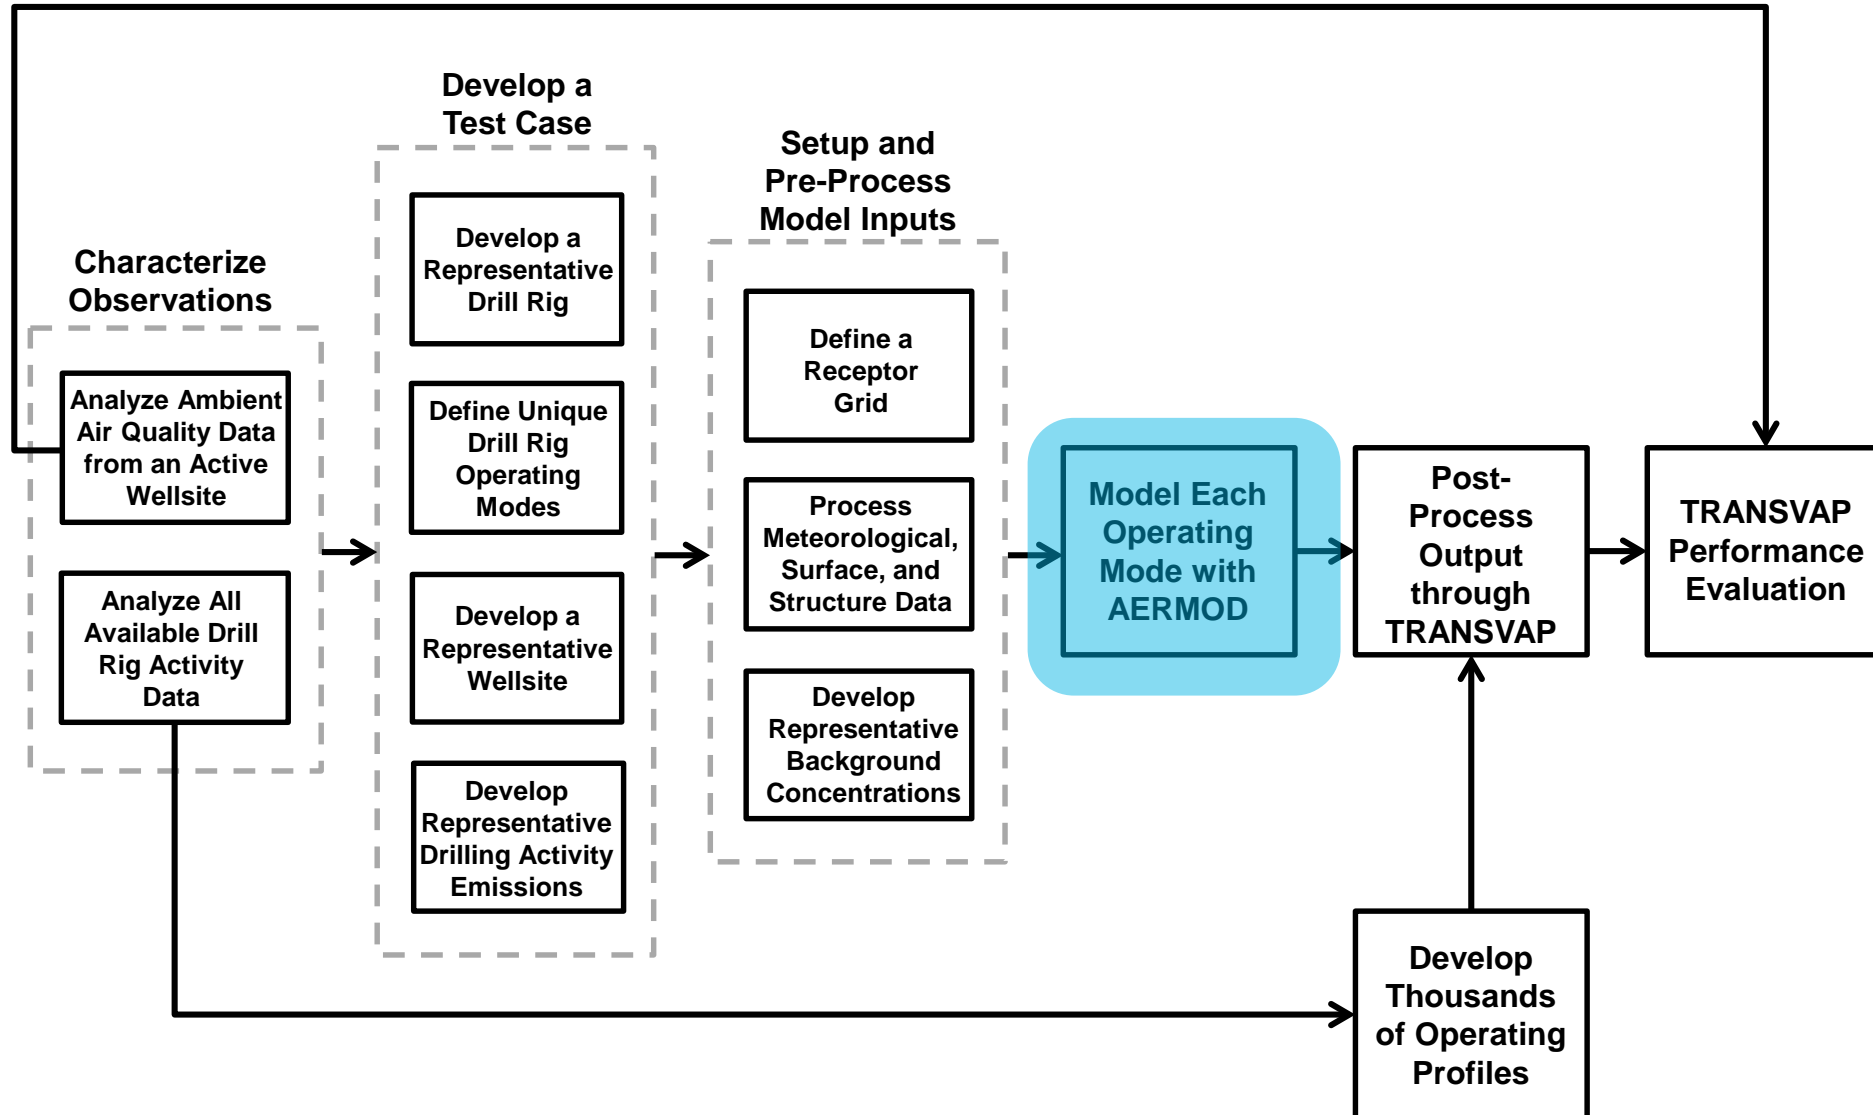 Characterize
Observations
Analyze Ambient
Air Quality Data
from an Active
Wellsite
Analyze All
Available Drill
Rig Activity
Data
Develop a
Test Case
Develop a
Representative
Drill Rig
Define Unique
Drill Rig
Operating
Modes
Develop a
Representative
Wellsite
Develop
Representative
Drilling Activity
Emissions
Setup and
Pre-Process
Model Inputs
Define a
Receptor
Grid
Process
Meteorological,
Surface, and
Structure Data
Develop
Representative
Background
Concentrations
Model Each
Operating
Mode with
AERMOD
Post-
Process
Output
through
TRANSVAP
TRANSVAP
Performance
Evaluation
Develop
Thousands
of Operating
Profiles